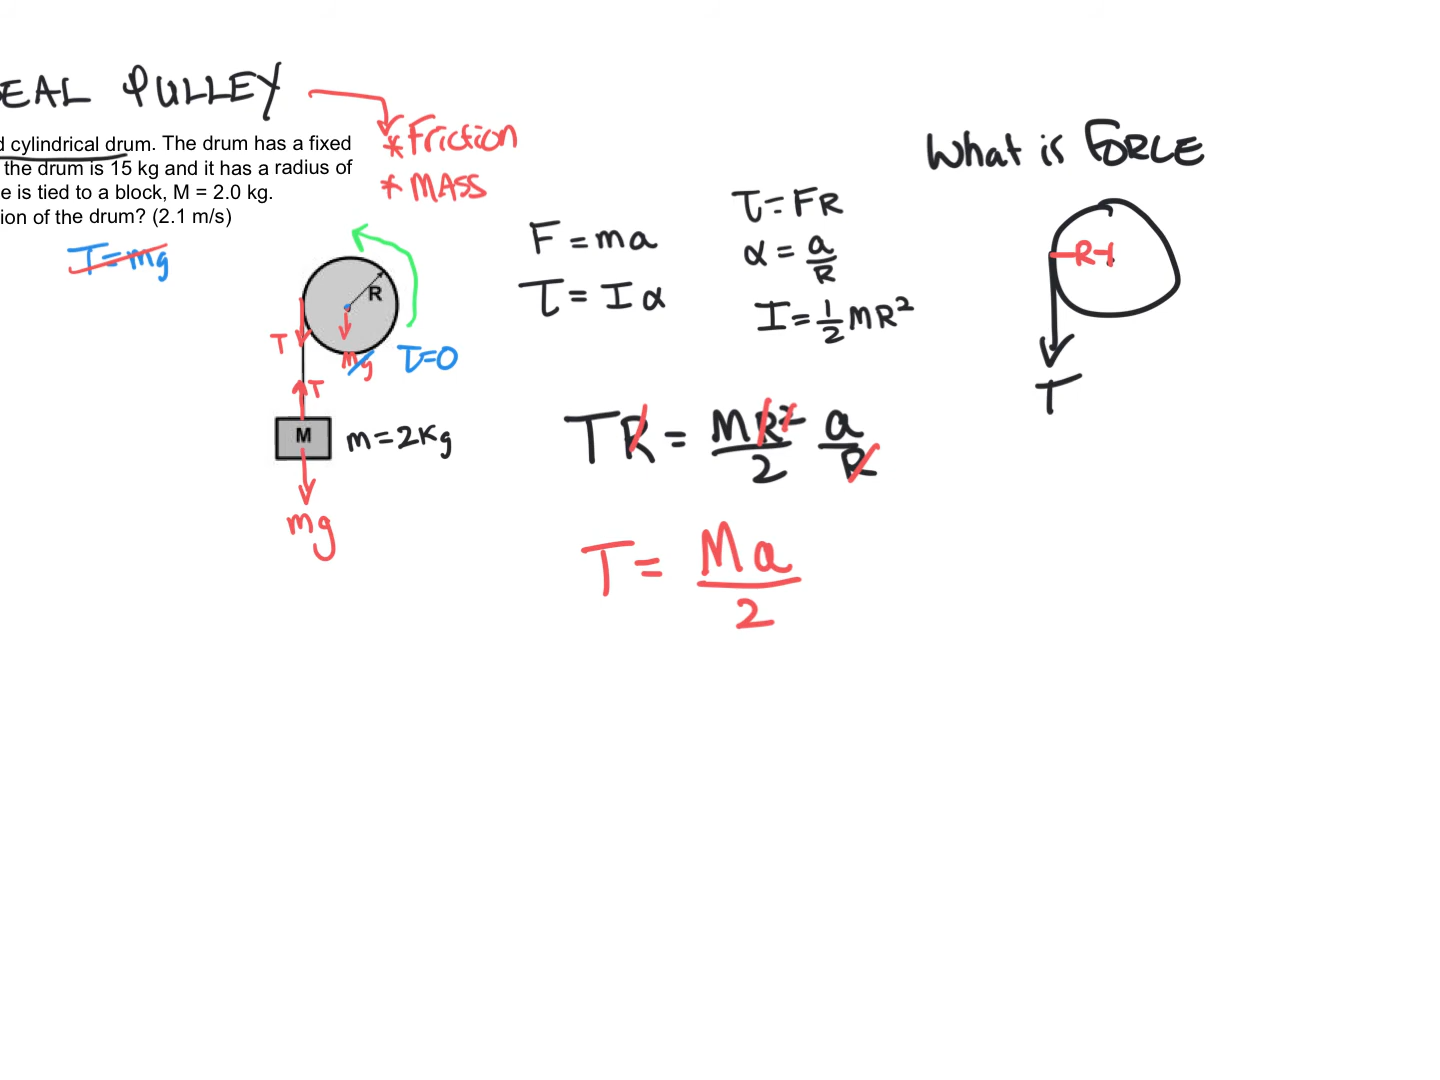 EAL PULLEY
d cylindrical drum. The drum has a fixed
the drum is 15 kg and it has a radius of
e is tied to a block, M = 2.0 kg.
ion of the drum? (2.1 m/s)
* Friction
* MASS
T=mg
R
T
Mg
τ=0
T
M
m=2Kg
mg
F=ma
τ=Iα
τ=FR
α=a/R
I=1/2MR²
TR=MR²/2 a/R
T=Ma/2
What is FORCE
R
T